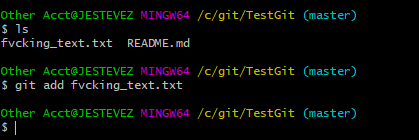 Other Acct@JESTEVEZ MINGW64 /c/git/TestGit (master)
$ ls
fvcking_text.txt  README.md
Other Acct@JESTEVEZ MINGW64 /c/git/TestGit (master)
$ git add fvcking_text.txt
Other Acct@JESTEVEZ MINGW64 /c/git/TestGit (master)
$